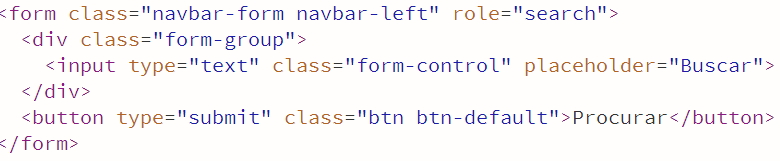 <form class="navbar-form navbar-left" role="search">
<div class="form-group">
<input type="text" class="form-control" placeholder="Buscar">
</div>
<button type="submit" class="btn btn-default">Procurar</button>
</form>